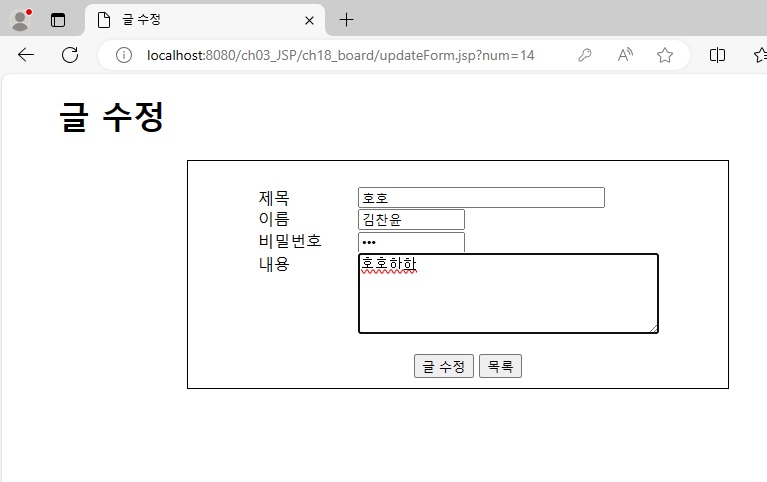 글 수정
localhost:8080/ch03_JSP/ch18_board/updateForm.jsp?num=14
글 수정
제목 호호
이름 김찬윤
비밀번호 •••
내용 호호하하
글 수정 목록